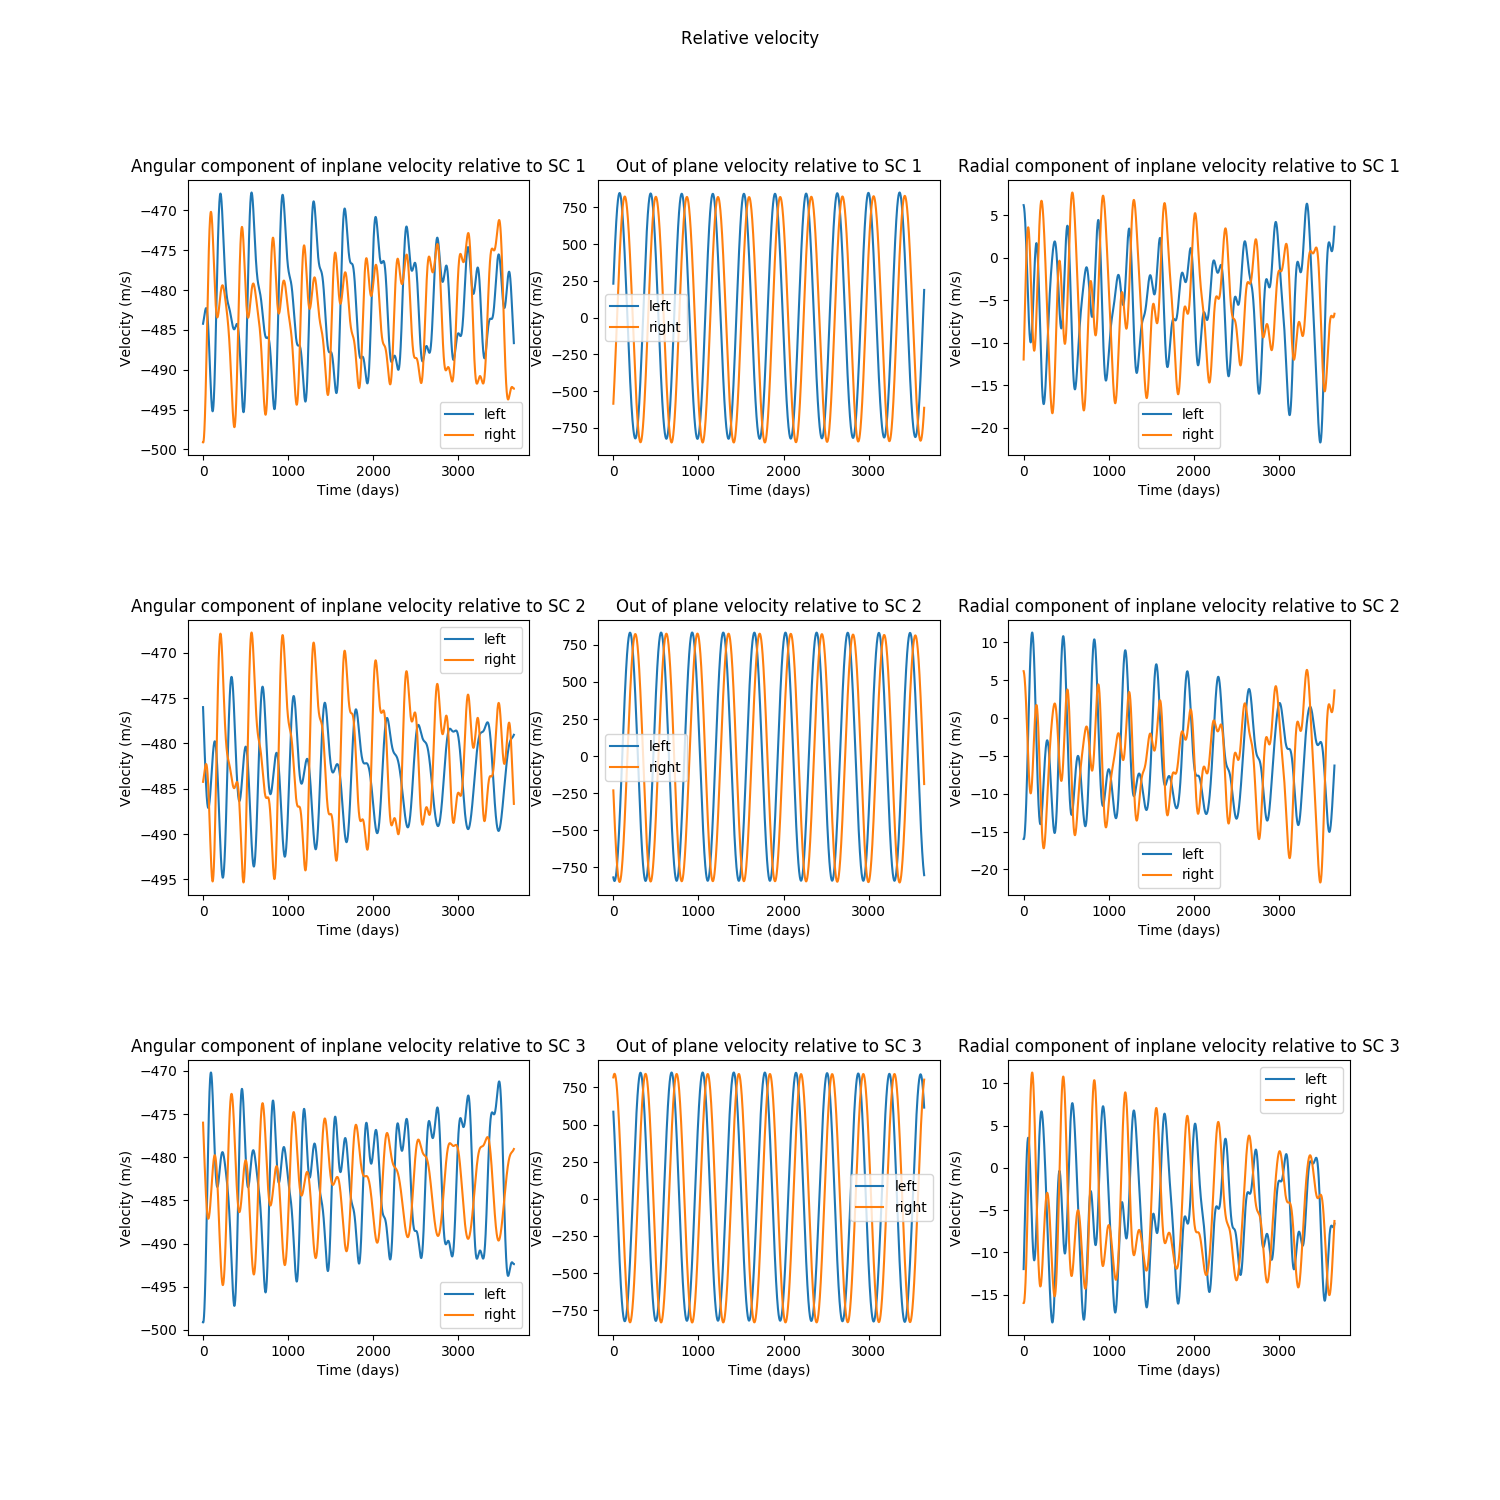 Relative velocity
Angular component of inplane velocity relative to SC 1
−470
−475
−480
−485
−490
−495
−500
Velocity (m/s)
left
right
0 1000 2000 3000
Time (days)
Out of plane velocity relative to SC 1
750
500
250
0
−250
−500
−750
Velocity (m/s)
left
right
0 1000 2000 3000
Time (days)
Radial component of inplane velocity relative to SC 1
5
0
−5
−10
−15
−20
Velocity (m/s)
left
right
0 1000 2000 3000
Time (days)
Angular component of inplane velocity relative to SC 2
−470
−475
−480
−485
−490
−495
Velocity (m/s)
left
right
0 1000 2000 3000
Time (days)
Out of plane velocity relative to SC 2
750
500
250
0
−250
−500
−750
Velocity (m/s)
left
right
0 1000 2000 3000
Time (days)
Radial component of inplane velocity relative to SC 2
10
5
0
−5
−10
−15
−20
Velocity (m/s)
left
right
0 1000 2000 3000
Time (days)
Angular component of inplane velocity relative to SC 3
−470
−475
−480
−485
−490
−495
−500
Velocity (m/s)
left
right
0 1000 2000 3000
Time (days)
Out of plane velocity relative to SC 3
750
500
250
0
−250
−500
−750
Velocity (m/s)
left
right
0 1000 2000 3000
Time (days)
Radial component of inplane velocity relative to SC 3
10
5
0
−5
−10
−15
Velocity (m/s)
left
right
0 1000 2000 3000
Time (days)